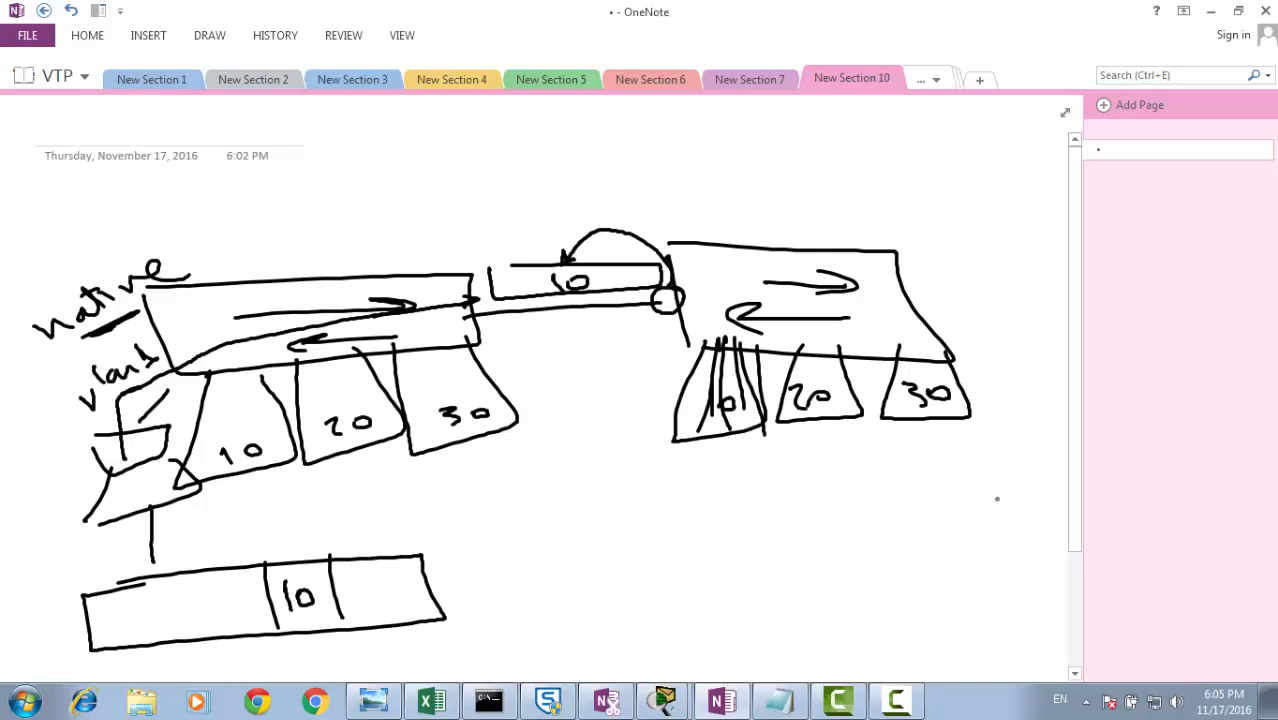 • - OneNote
?
FILE HOME INSERT DRAW HISTORY REVIEW VIEW
Sign in
VTP New Section 1 New Section 2 New Section 3 New Section 4 New Section 5 New Section 6 New Section 7 New Section 10 ...
Search (Ctrl+E)
Add Page
Thursday, November 17, 2016 6:02 PM
native
vlan1
10
10 20 30
10 20 30
10
EN
6:05 PM
11/17/2016